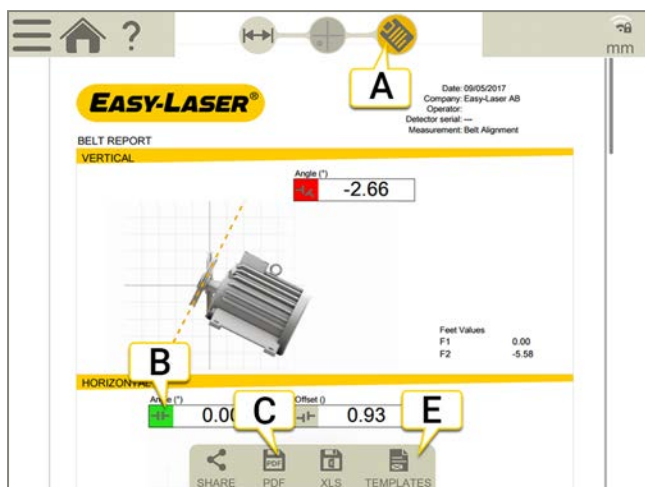 ?
mm
A
EASY-LASER®
Date: 09/05/2017
Company: Easy-Laser AB
Operator:
Detector serial: ---
Measurement: Belt Alignment
BELT REPORT
VERTICAL
Angle (°)
-2.66
Feet Values
F1 0.00
F2 -5.58
B
HORIZONTAL
Angle (°)
Offset ()
0.00
C
0.93
E
SHARE
PDF
XLS
TEMPLATES